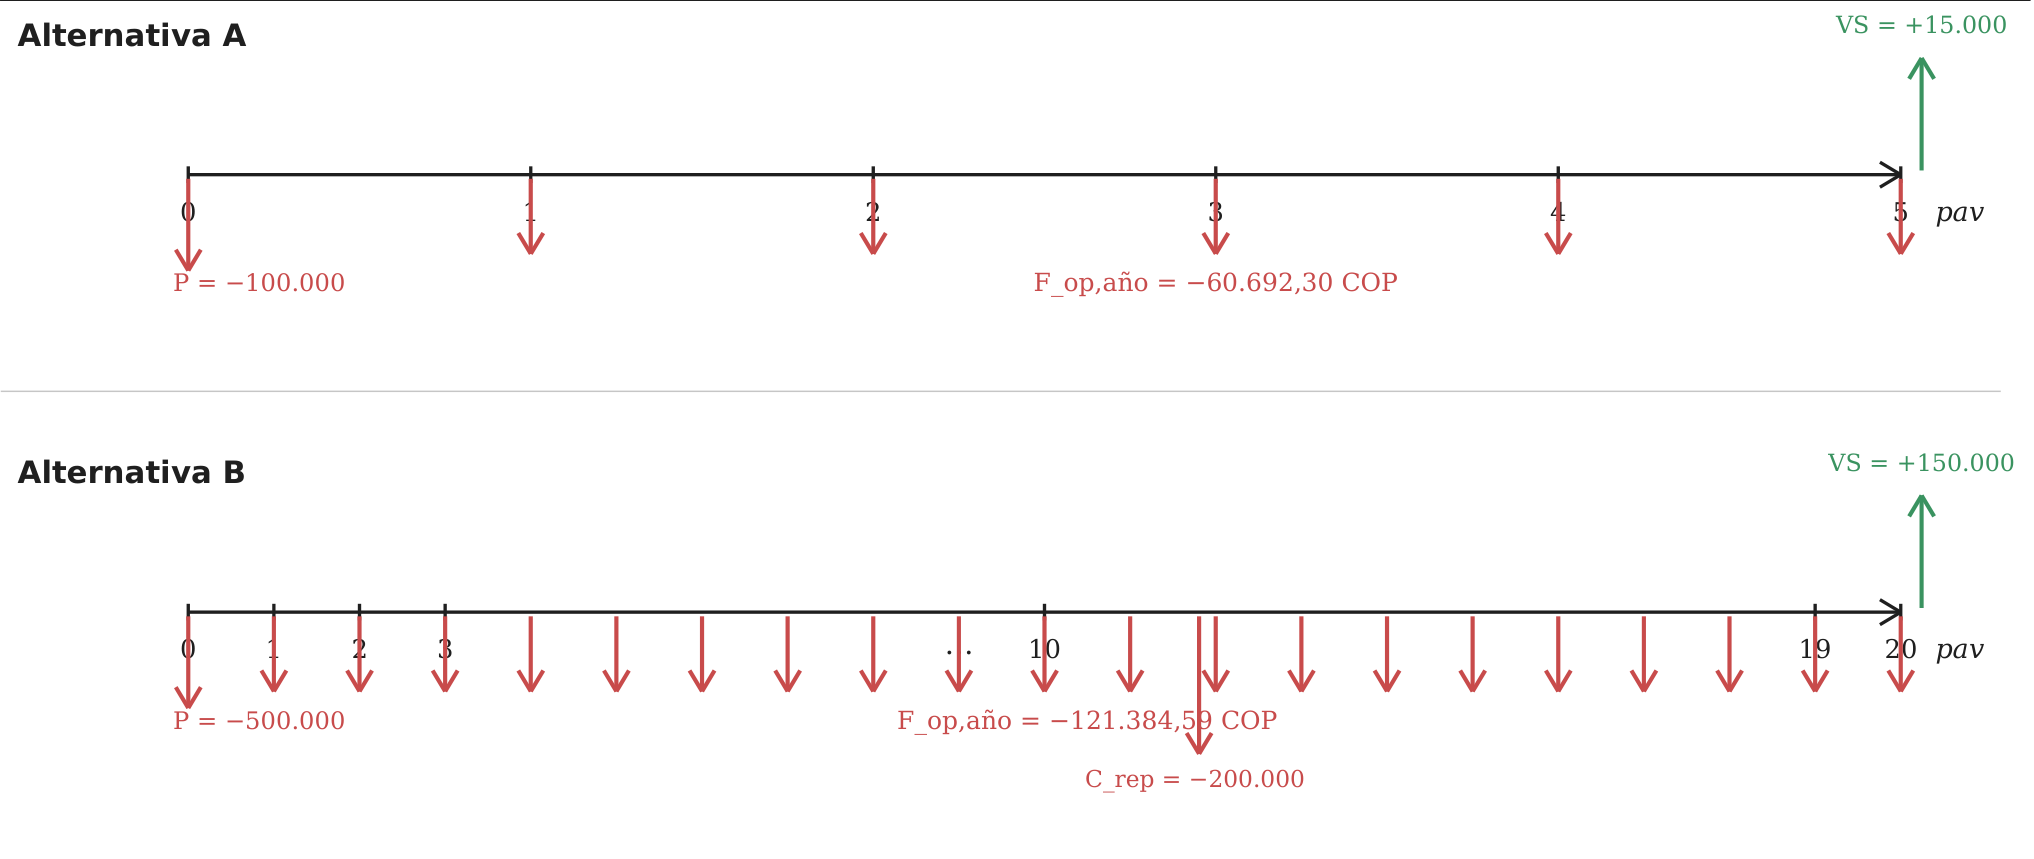 Alternativa A
VS = +15.000
0 1 2 3 4 5 pav
P = −100.000
F_op,año = −60.692,30 COP
Alternativa B
VS = +150.000
0 1 2 3 ... 10 19 20 pav
P = −500.000
F_op,año = −121.384,59 COP
C_rep = −200.000